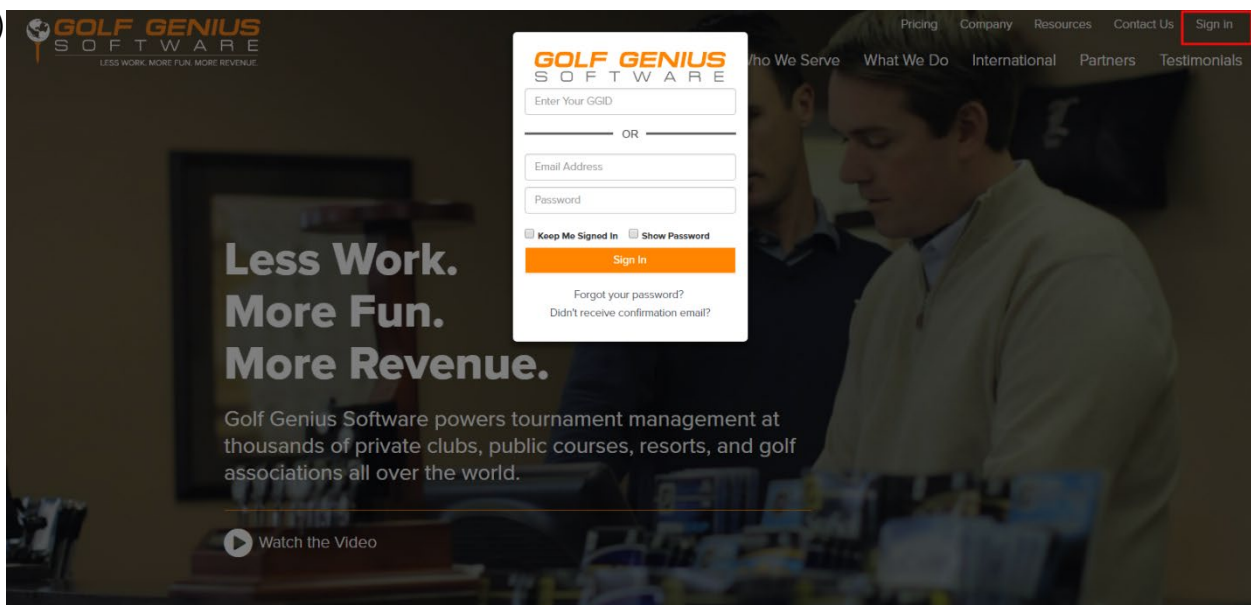 )
GOLF GENIUS
SOFTWARE
LESS WORK. MORE FUN. MORE REVENUE.
Pricing Company Resources Contact Us Sign in
Who We Serve What We Do International Partners Testimonials
GOLF GENIUS
SOFTWARE
Enter Your GGID
OR
Email Address
Password
Keep Me Signed In Show Password
Sign In
Forgot your password?
Didn't receive confirmation email?
Less Work.
More Fun.
More Revenue.
Golf Genius Software powers tournament management at
thousands of private clubs, public courses, resorts, and golf
associations all over the world.
Watch the Video